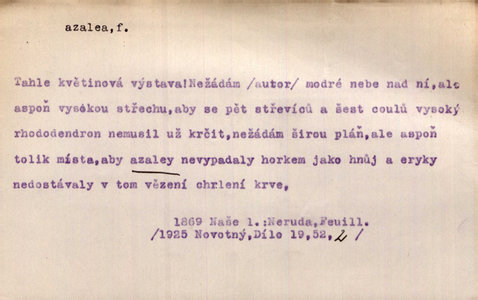 azalea,f.
Tahle květinová výstava!Nežádám /autor/ modré nebe nad ní,ale
aspoň vysokou střechu,aby se pět střevíců a šest coulů vysoký
rhododendron nemusil už krčit,nežádám širou pláň,ale aspoň
tolik místa,aby azaley nevypadaly horkem jako hnůj a eryky
nedostávaly v tom vězení chrlení krve,
1869 Naše l.:Neruda,Feuill.
/1925 Novotný,Dílo 19,52,2/